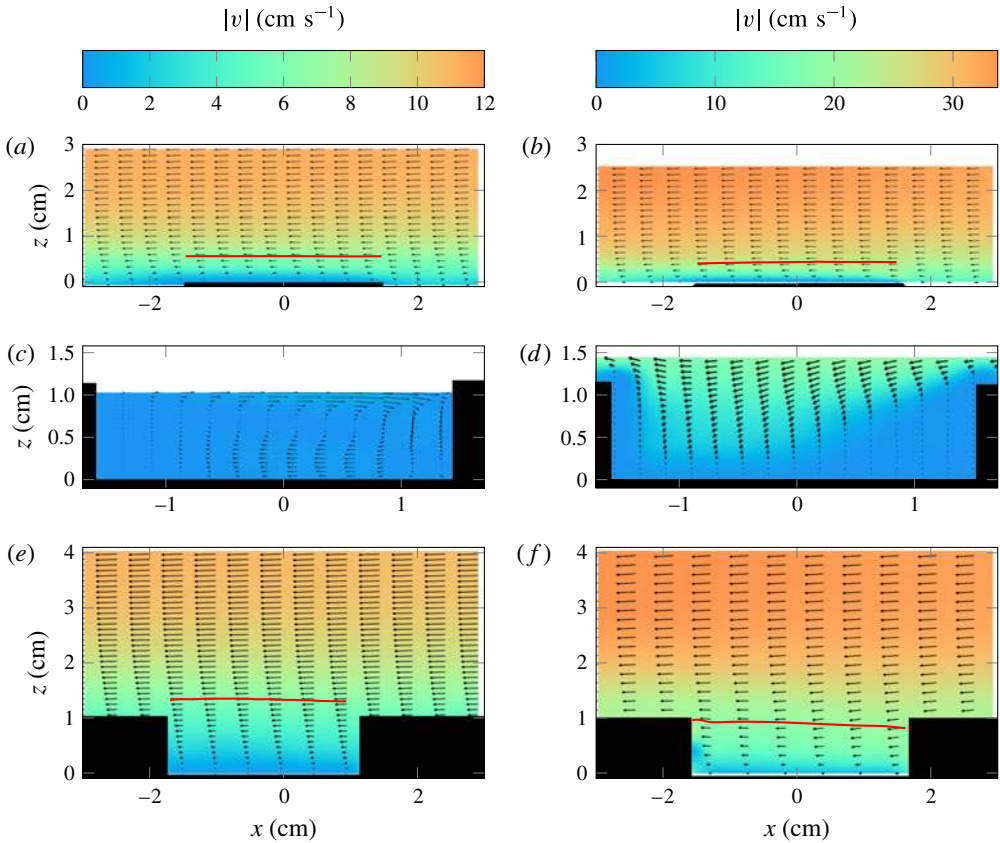 |v| (cm s⁻¹) |v| (cm s⁻¹)
0 2 4 6 8 10 12 0 10 20 30
(a) (b)
3 3
2 2
z (cm)
1 1
0 0
−2 0 2 −2 0 2
(c) (d)
1.5 1.5
1.0 1.0
z (cm)
0.5 0.5
0 0
−1 0 1 −1 0 1
(e) (f)
4 4
3 3
z (cm)
2 2
1 1
0 0
−2 0 2 −2 0 2
x (cm) x (cm)